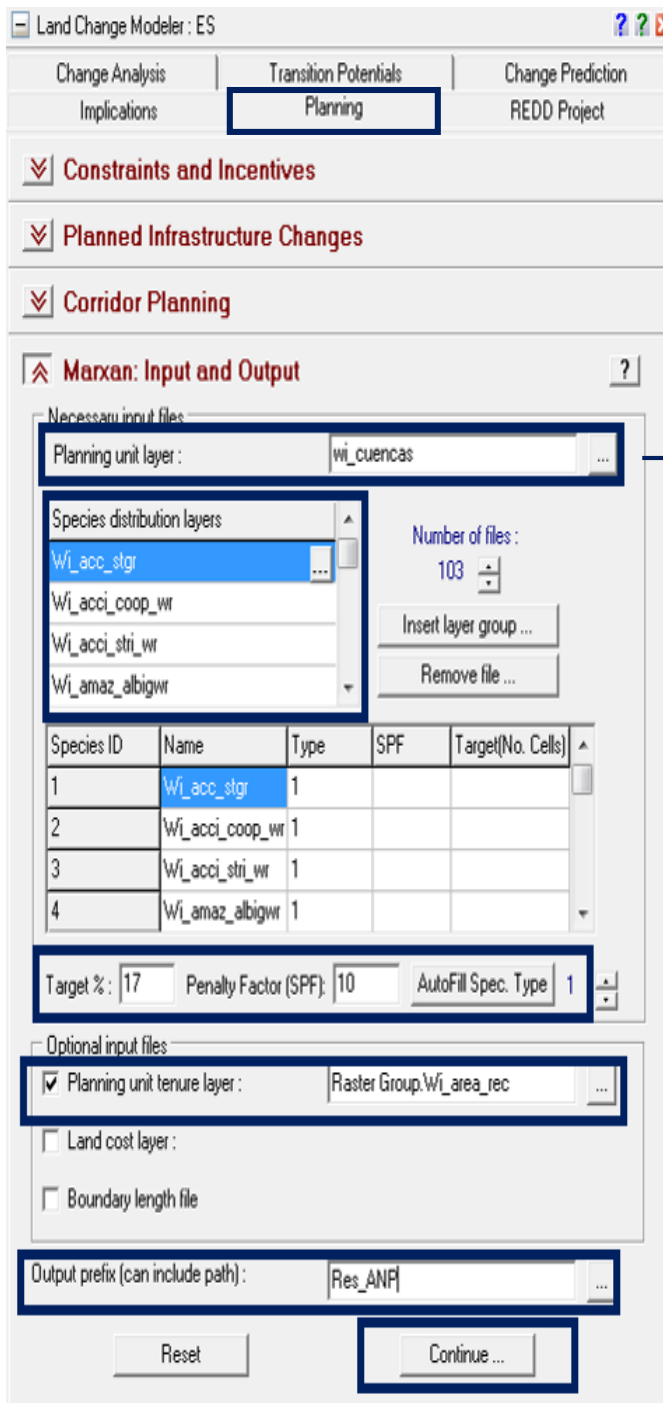 Land Change Modeler : ES ? ?
Change Analysis Transition Potentials Change Prediction
Implications Planning REDD Project
Constraints and Incentives
Planned Infrastructure Changes
Corridor Planning
Marxan: Input and Output ?
Necessary input files
Planning unit layer : wi_cuencas ...
Species distribution layers
Number of files :
Wi_acc_stgr ...
103
Wi_acci_coop_wr
Insert layer group ...
Wi_acci_stri_wr
Remove file ...
Wi_amaz_albigwr
Species ID Name Type SPF Target(No. Cells)
1 Wi_acc_stgr 1
2 Wi_acci_coop_wr 1
3 Wi_acci_stri_wr 1
4 Wi_amaz_albigwr 1
Target % : 17 Penalty Factor (SPF): 10 AutoFill Spec. Type 1
Optional input files
Planning unit tenure layer : Raster Group.Wi_area_rec ...
Land cost layer :
Boundary length file
Output prefix (can include path) : Res_ANP ...
Reset Continue ...